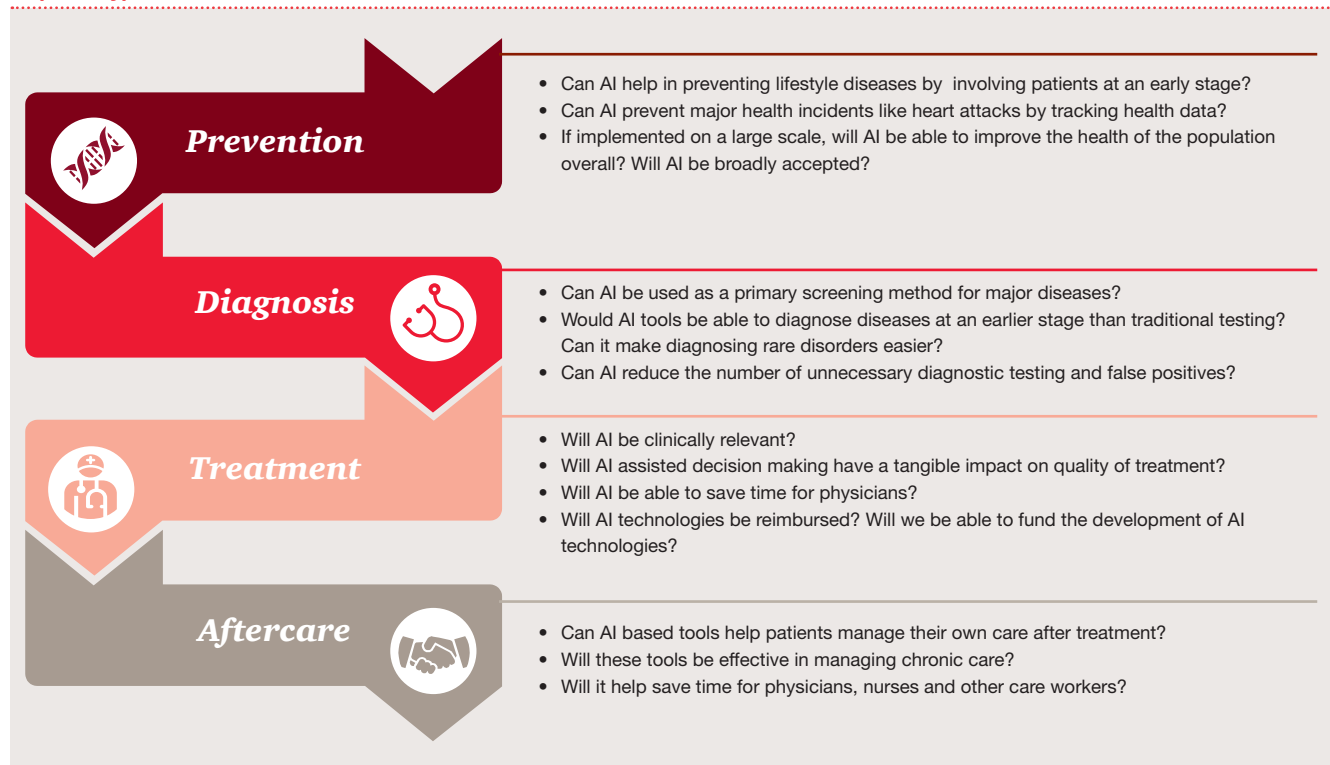 Prevention
• Can AI help in preventing lifestyle diseases by  involving patients at an early stage?
• Can AI prevent major health incidents like heart attacks by tracking health data?
• If implemented on a large scale, will AI be able to improve the health of the population
overall? Will AI be broadly accepted?
Diagnosis
• Can AI be used as a primary screening method for major diseases?
• Would AI tools be able to diagnose diseases at an earlier stage than traditional testing?
Can it make diagnosing rare disorders easier?
• Can AI reduce the number of unnecessary diagnostic testing and false positives?
Treatment
• Will AI be clinically relevant?
• Will AI assisted decision making have a tangible impact on quality of treatment?
• Will AI be able to save time for physicians?
• Will AI technologies be reimbursed? Will we be able to fund the development of AI
technologies?
Aftercare
• Can AI based tools help patients manage their own care after treatment?
• Will these tools be effective in managing chronic care?
• Will it help save time for physicians, nurses and other care workers?